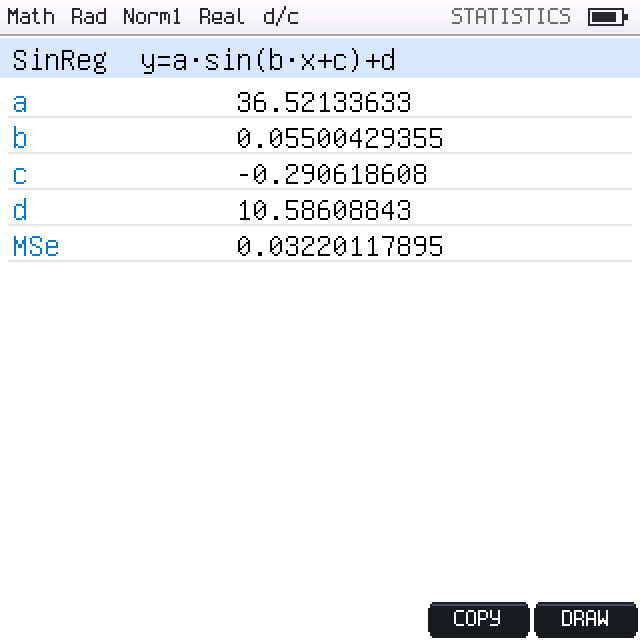 Math Rad Norm1 Real d/c STATISTICS
SinReg y=a·sin(b·x+c)+d
a 36.52133633
b 0.05500429355
c -0.290618608
d 10.58608843
MSe 0.03220117895
COPY DRAW